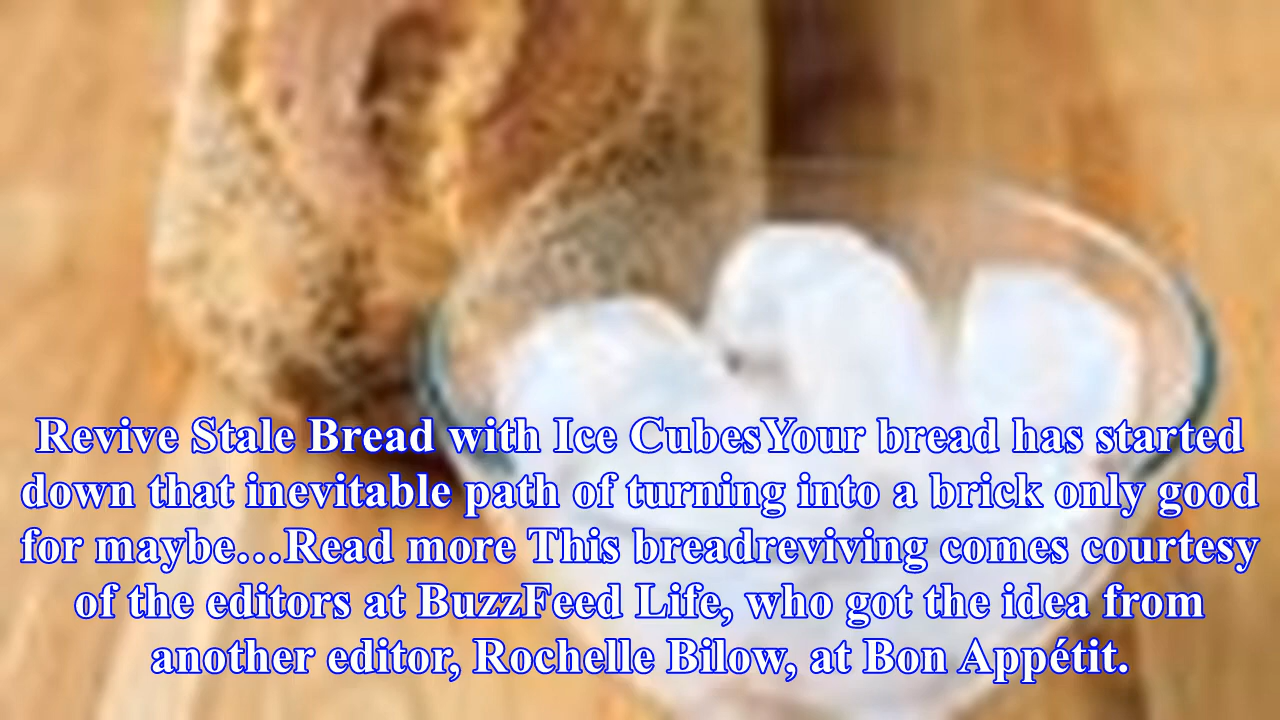 Revive Stale Bread with Ice CubesYour bread has started
down that inevitable path of turning into a brick only good
for maybe…Read more This breadreviving comes courtesy
of the editors at BuzzFeed Life, who got the idea from
another editor, Rochelle Bilow, at Bon Appétit.